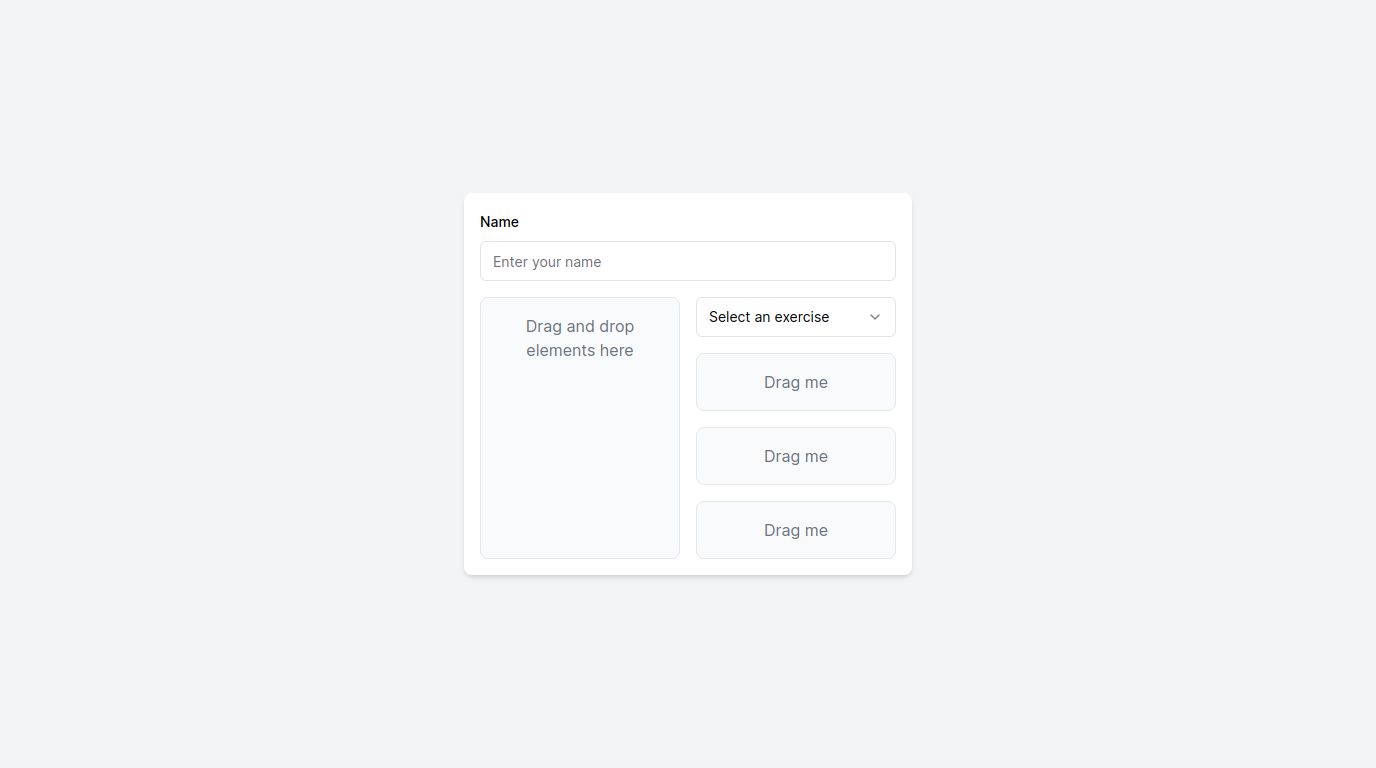 Name
Enter your name
Drag and drop
elements here
Select an exercise
Drag me
Drag me
Drag me